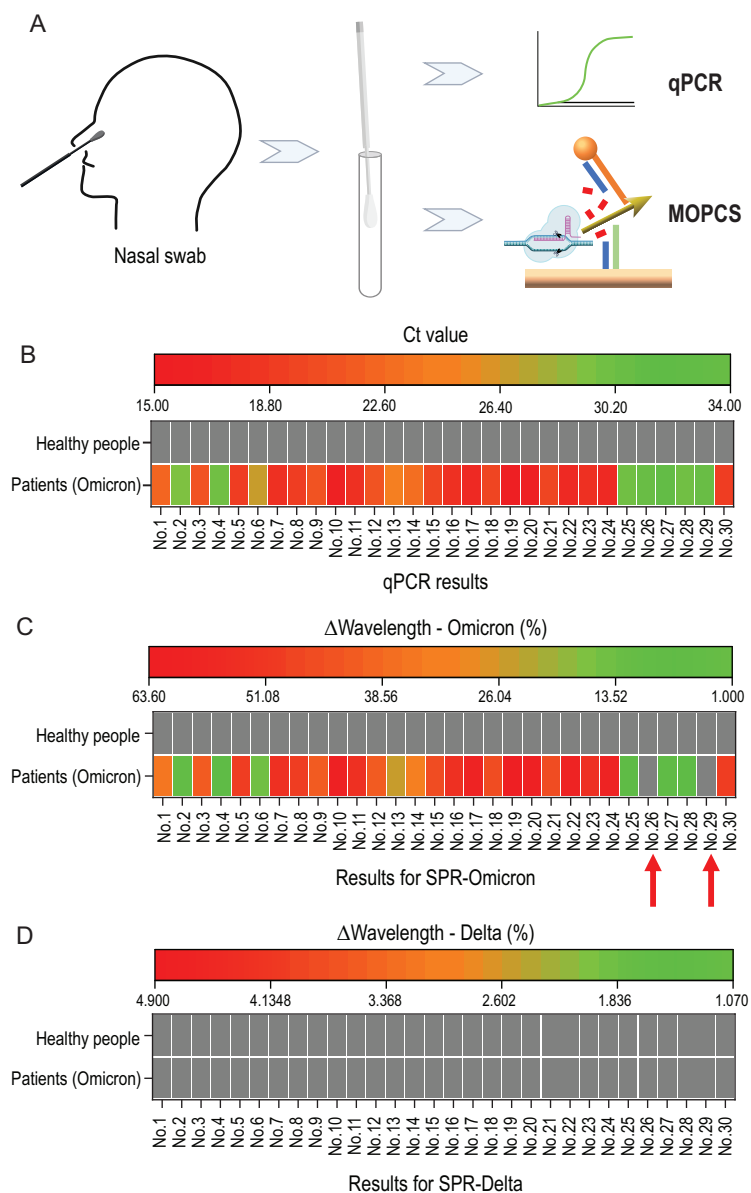 A
Nasal swab
qPCR
MOPCS
B
Ct value
15.00 18.80 22.60 26.40 30.20 34.00
Healthy people
Patients (Omicron)
No.1 No.2 No.3 No.4 No.5 No.6 No.7 No.8 No.9 No.10 No.11 No.12 No.13 No.14 No.15 No.16 No.17 No.18 No.19 No.20 No.21 No.22 No.23 No.24 No.25 No.26 No.27 No.28 No.29 No.30
qPCR results
C
ΔWavelength - Omicron (%)
63.60 51.08 38.56 26.04 13.52 1.000
Healthy people
Patients (Omicron)
No.1 No.2 No.3 No.4 No.5 No.6 No.7 No.8 No.9 No.10 No.11 No.12 No.13 No.14 No.15 No.16 No.17 No.18 No.19 No.20 No.21 No.22 No.23 No.24 No.25 No.26 No.27 No.28 No.29 No.30
Results for SPR-Omicron
D
ΔWavelength - Delta (%)
4.900 4.1348 3.368 2.602 1.836 1.070
Healthy people
Patients (Omicron)
No.1 No.2 No.3 No.4 No.5 No.6 No.7 No.8 No.9 No.10 No.11 No.12 No.13 No.14 No.15 No.16 No.17 No.18 No.19 No.20 No.21 No.22 No.23 No.24 No.25 No.26 No.27 No.28 No.29 No.30
Results for SPR-Delta